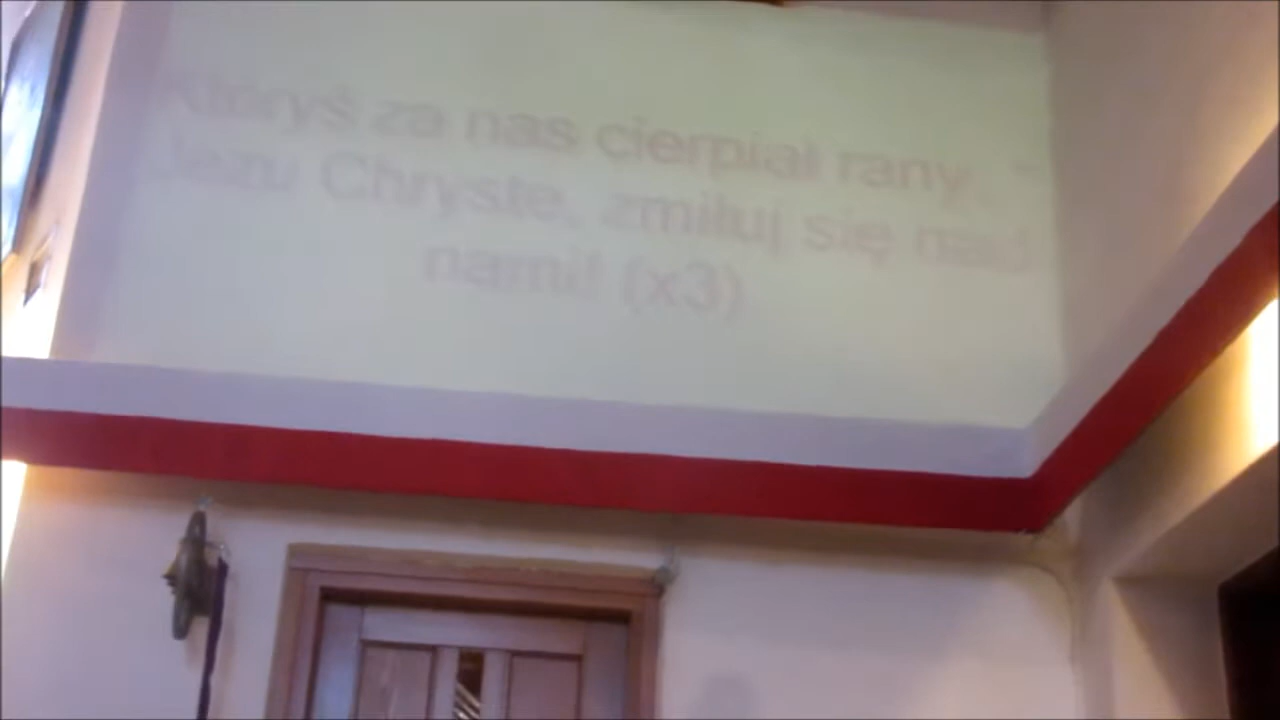 Któryś za nas cierpiał rany, -
Jezu Chryste, zmiłuj się nad
nami! (x3)